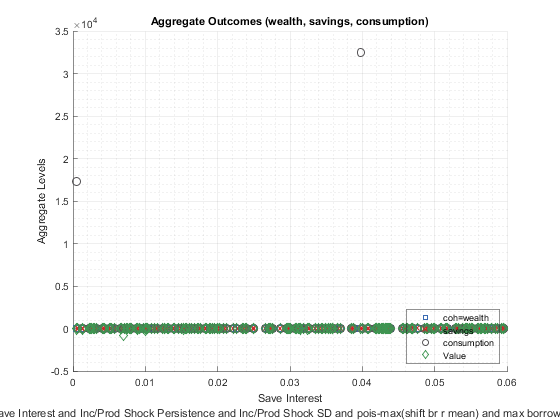 Aggregate Outcomes (wealth, savings, consumption)
×10⁴
3.5
3
2.5
2
1.5
1
0.5
0
-0.5
Aggregate Levels
0
0.01
0.02
0.03
0.04
0.05
0.06
Save Interest
coh=wealth
savings
consumption
Value
ave Interest and Inc/Prod Shock Persistence and Inc/Prod Shock SD and pois-max(shift br r mean) and max borrow